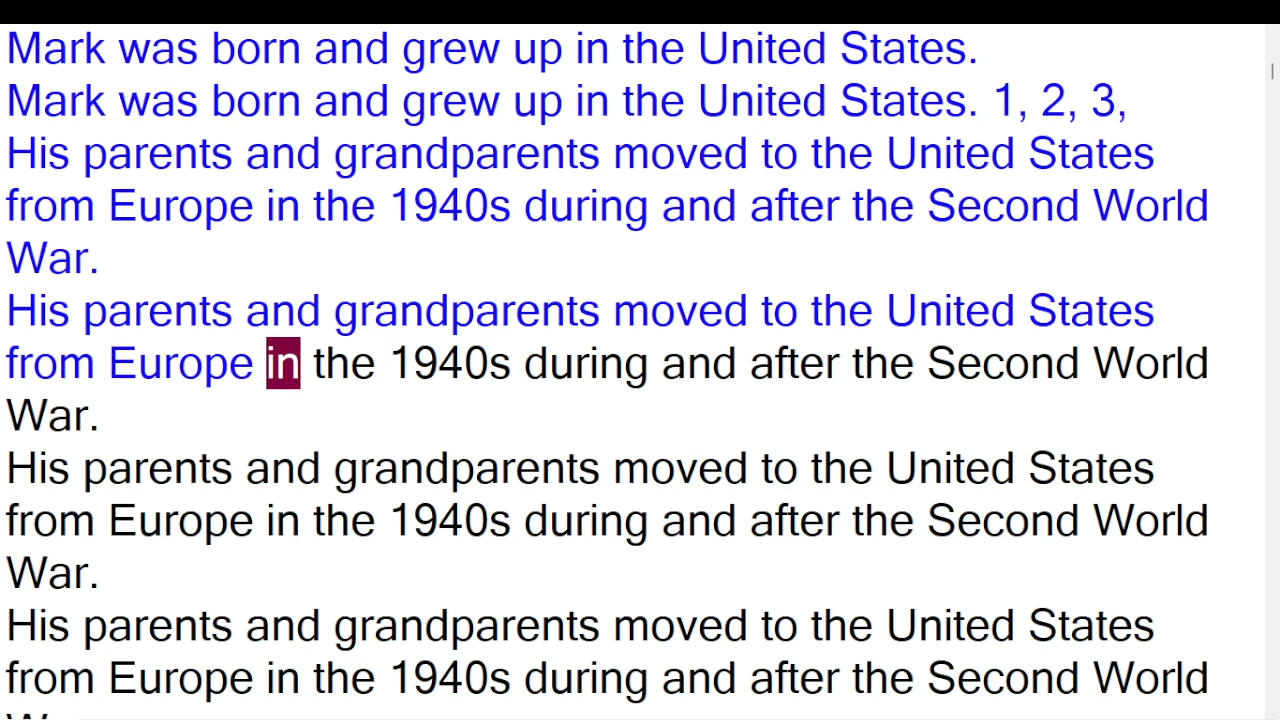 Mark was born and grew up in the United States.
Mark was born and grew up in the United States. 1, 2, 3,
His parents and grandparents moved to the United States
from Europe in the 1940s during and after the Second World
War.
His parents and grandparents moved to the United States
from Europe in the 1940s during and after the Second World
War.
His parents and grandparents moved to the United States
from Europe in the 1940s during and after the Second World
War.
His parents and grandparents moved to the United States
from Europe in the 1940s during and after the Second World